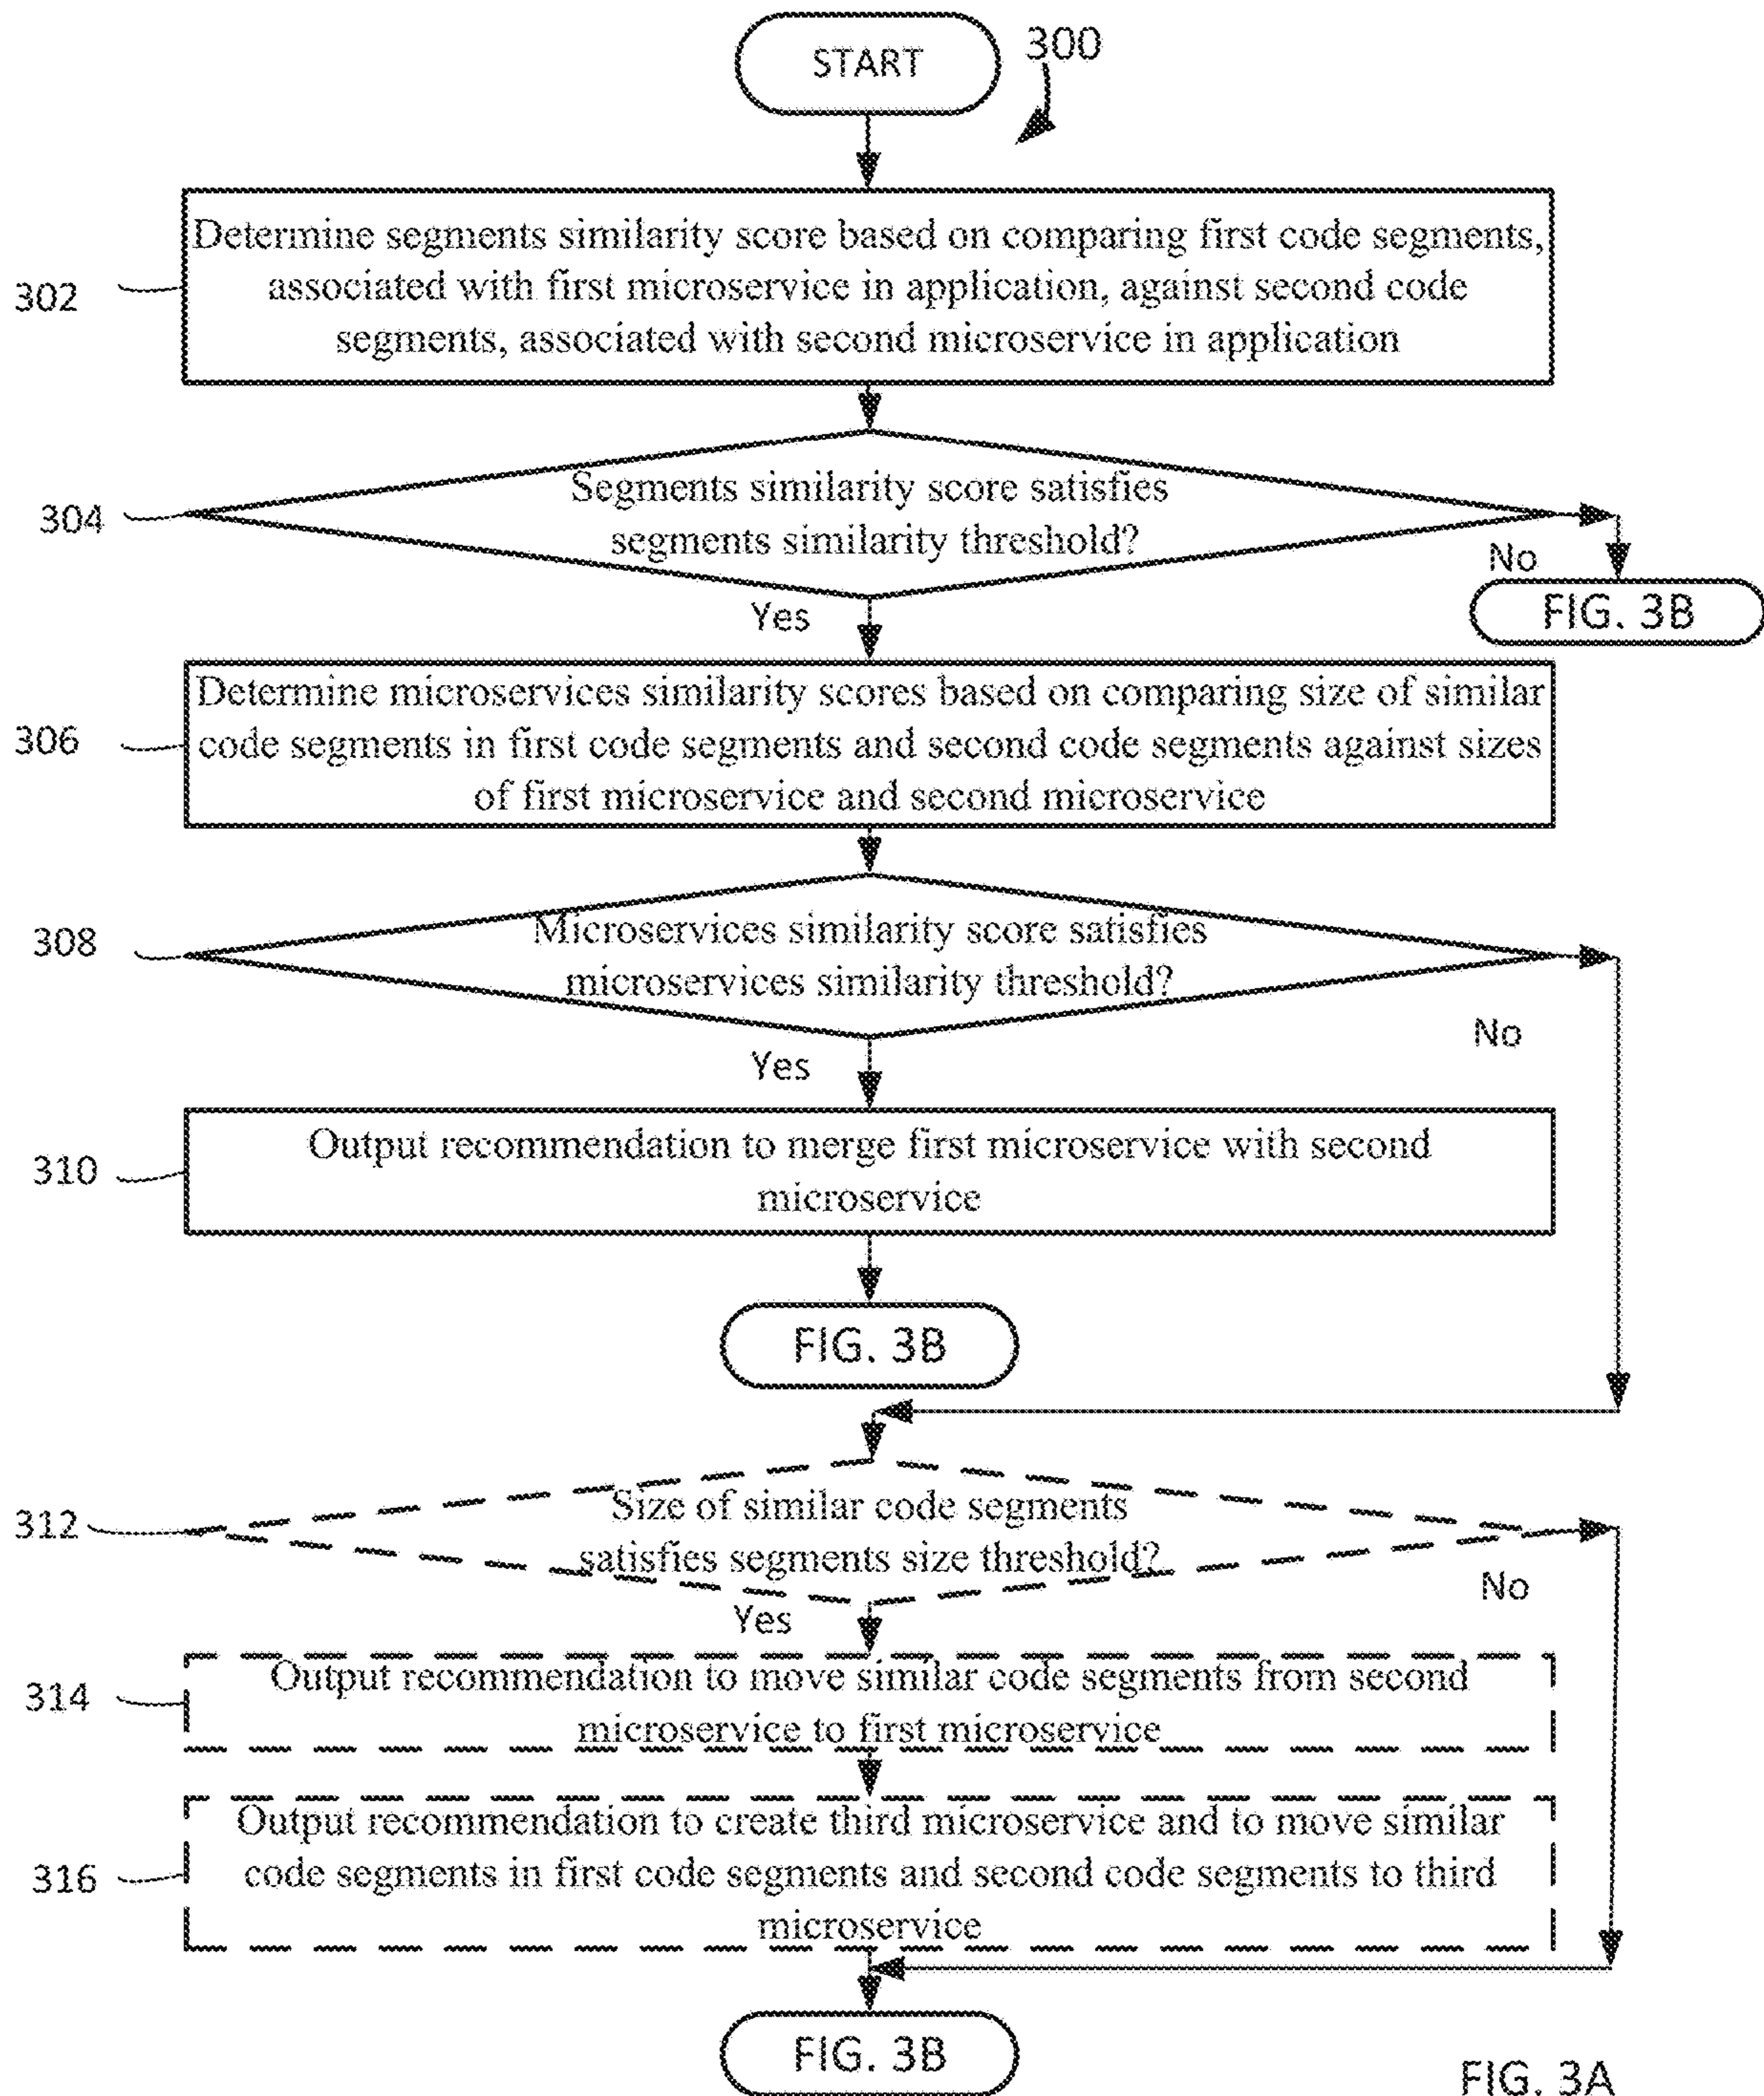 START
300
302
Determine segments similarity score based on comparing first code segments,
associated with first microservice in application, against second code
segments, associated with second microservice in application
304
Segments similarity score satisfies
segments similarity threshold?
No
FIG. 3B
Yes
306
Determine microservices similarity scores based on comparing size of similar
code segments in first code segments and second code segments against sizes
of first microservice and second microservice
308
Microservices similarity score satisfies
microservices similarity threshold?
No
Yes
310
Output recommendation to merge first microservice with second
microservice
FIG. 3B
312
Size of similar code segments
satisfies segments size threshold?
No
Yes
314
Output recommendation to move similar code segments from second
microservice to first microservice
316
Output recommendation to create third microservice and to move similar
code segments in first code segments and second code segments to third
microservice
FIG. 3B
FIG. 3A